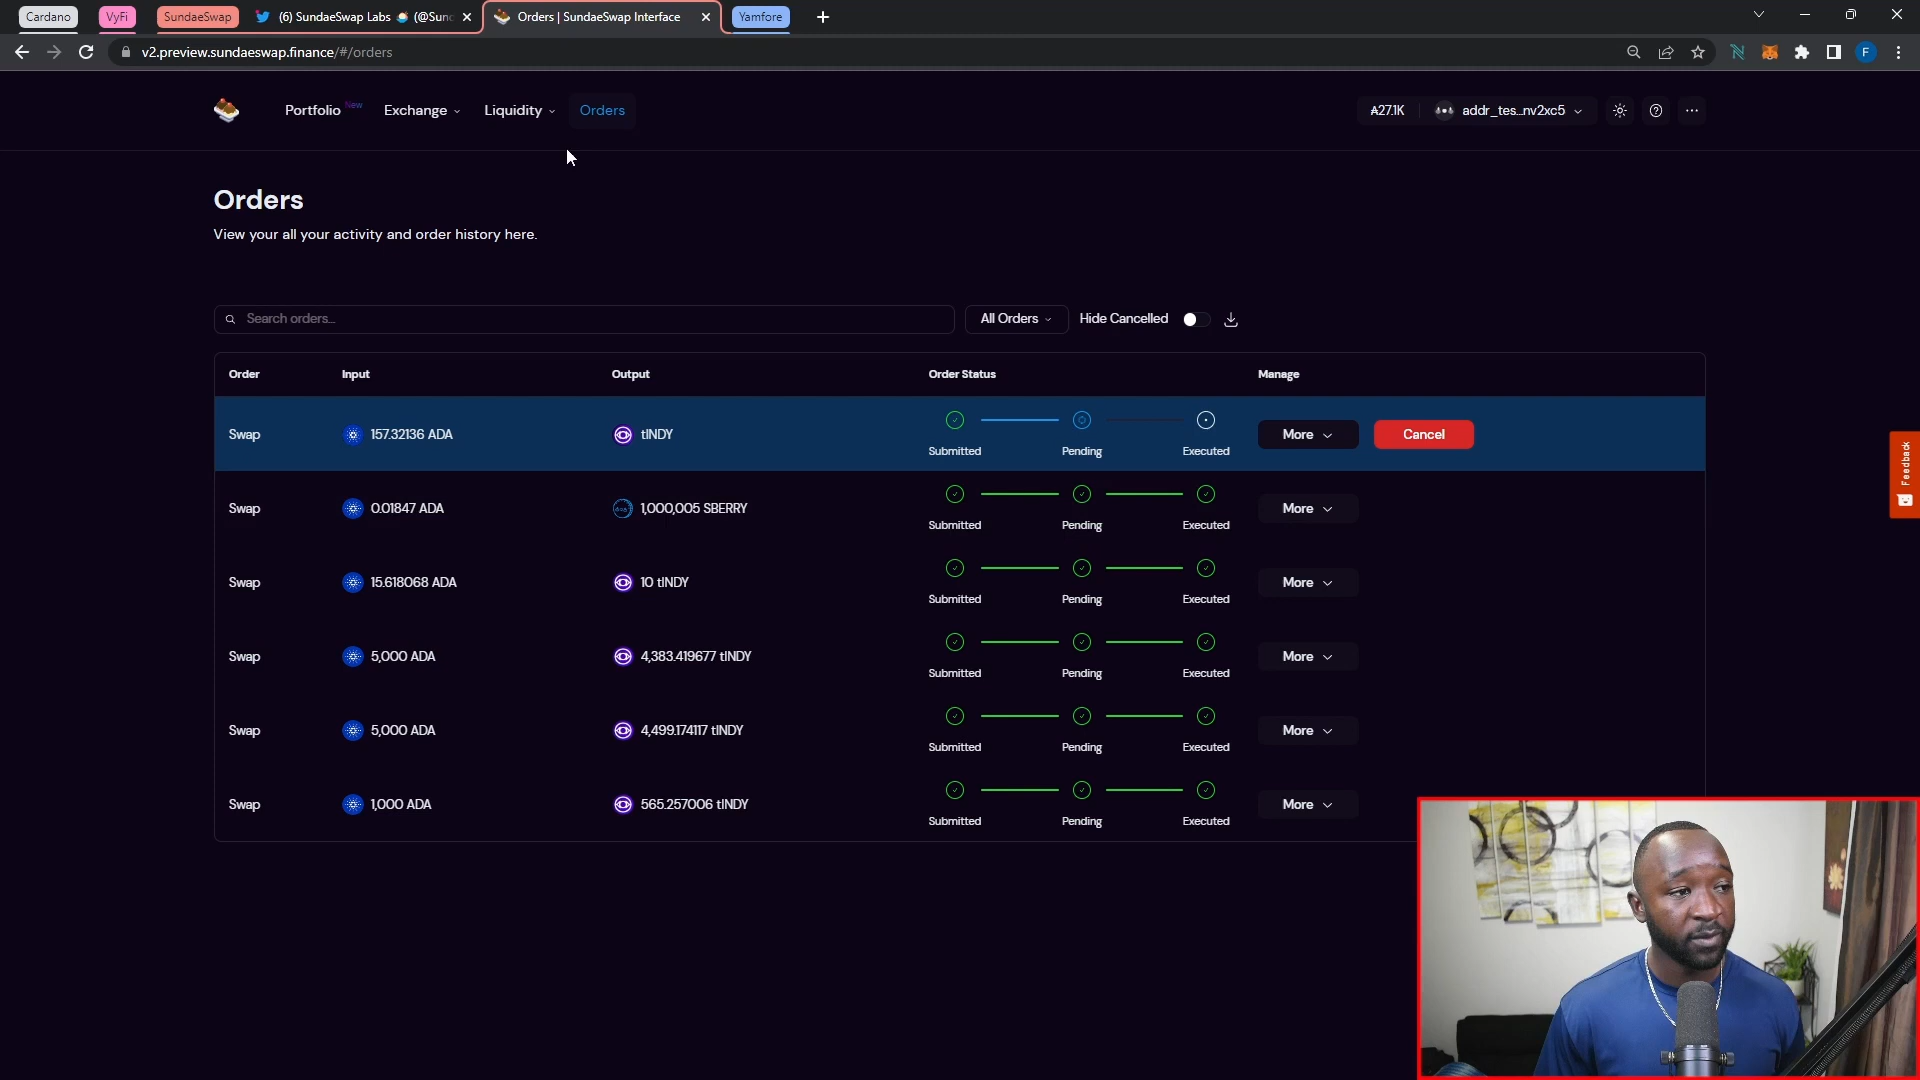 Cardano
VyFi
SundaeSwap
(6) SundaeSwap Labs 🍨 (@Sun
Orders | SundaeSwap Interface
Yamfore
v2.preview.sundaeswap.finance/#/orders
F
Portfolio New
Exchange
Liquidity
Orders
₳27.1K
addr_tes...nv2xc5
Orders
View your all your activity and order history here.
Search orders...
All Orders
Hide Cancelled
Order Input Output Order Status Manage
Swap 157.32136 ADA tINDY More Cancel
Submitted Pending Executed
Swap 0.01847 ADA 1,000,005 SBERRY More
Submitted Pending Executed
Swap 15.618068 ADA 10 tINDY More
Submitted Pending Executed
Swap 5,000 ADA 4,383.419677 tINDY More
Submitted Pending Executed
Swap 5,000 ADA 4,499.174117 tINDY More
Submitted Pending Executed
Swap 1,000 ADA 565.257006 tINDY More
Submitted Pending Executed
Feedback